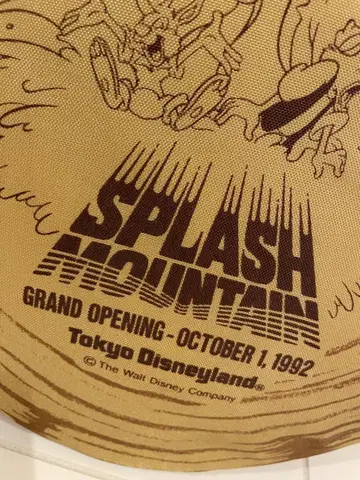 SPLASH
MOUNTAIN
GRAND OPENING - OCTOBER 1, 1992
Tokyo Disneyland®
© The Walt Disney Company